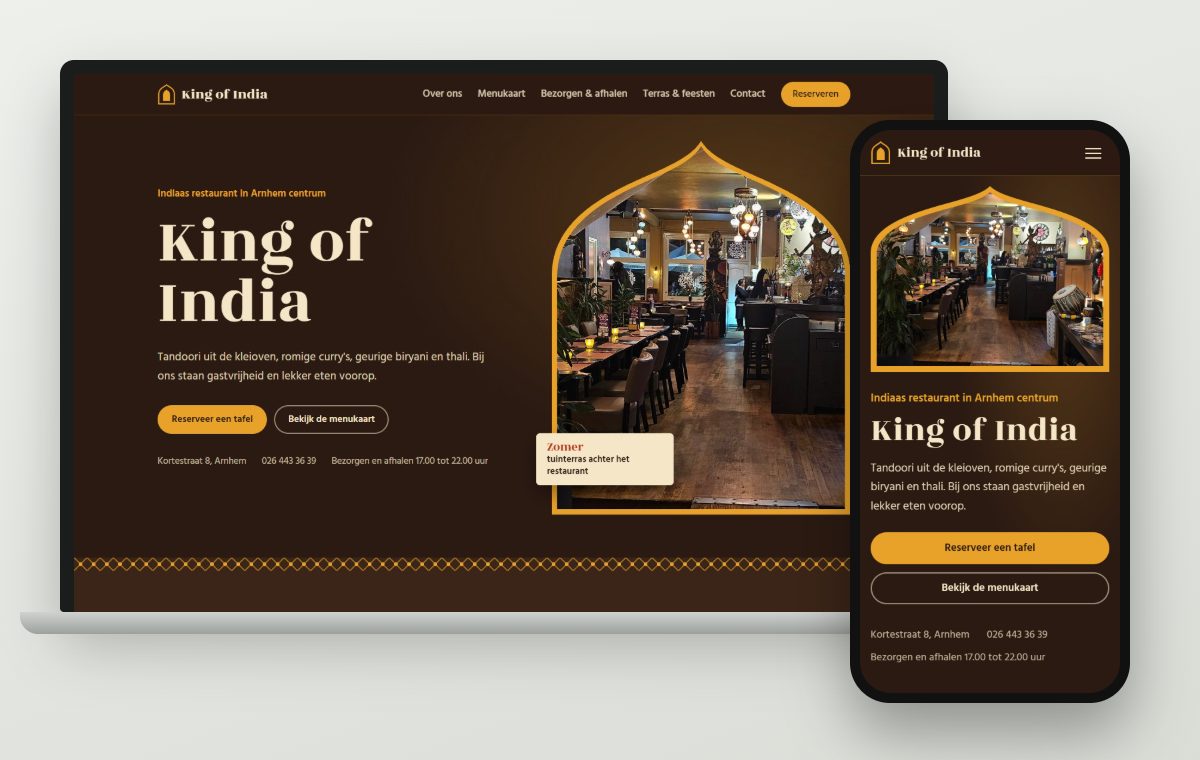 King of India
Over ons Menukaart Bezorgen & afhalen Terras & feesten Contact Reserveren
Indiaas restaurant in Arnhem centrum
King of
India
Tandoori uit de kleioven, romige curry's, geurige biryani en thali. Bij
ons staan gastvrijheid en lekker eten voorop.
Reserveer een tafel Bekijk de menukaart
Kortestraat 8, Arnhem 026 443 36 39 Bezorgen en afhalen 17.00 tot 22.00 uur
Zomer
tuinterras achter het
restaurant
King of India
Indiaas restaurant in Arnhem centrum
King of India
Tandoori uit de kleioven, romige curry's, geurige
biryani en thali. Bij ons staan gastvrijheid en
lekker eten voorop.
Reserveer een tafel
Bekijk de menukaart
Kortestraat 8, Arnhem 026 443 36 39
Bezorgen en afhalen 17.00 tot 22.00 uur